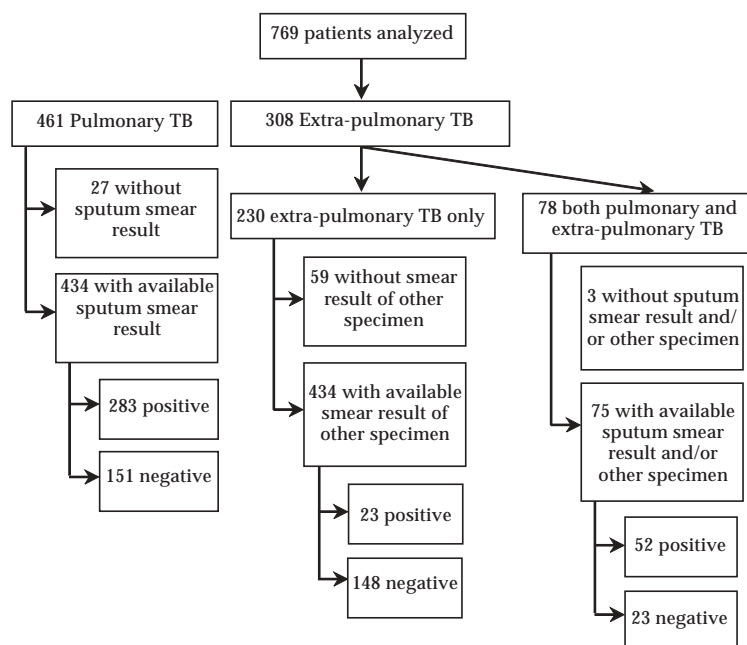 769 patients analyzed
461 Pulmonary TB
308 Extra-pulmonary TB
27 without
sputum smear
result
434 with available
sputum smear
result
283 positive
151 negative
230 extra-pulmonary TB only
59 without smear
result of other
specimen
434 with available
smear result of
other specimen
23 positive
148 negative
78 both pulmonary and
extra-pulmonary TB
3 without sputum
smear result and/
or other specimen
75 with available
sputum smear
result and/or
other specimen
52 positive
23 negative